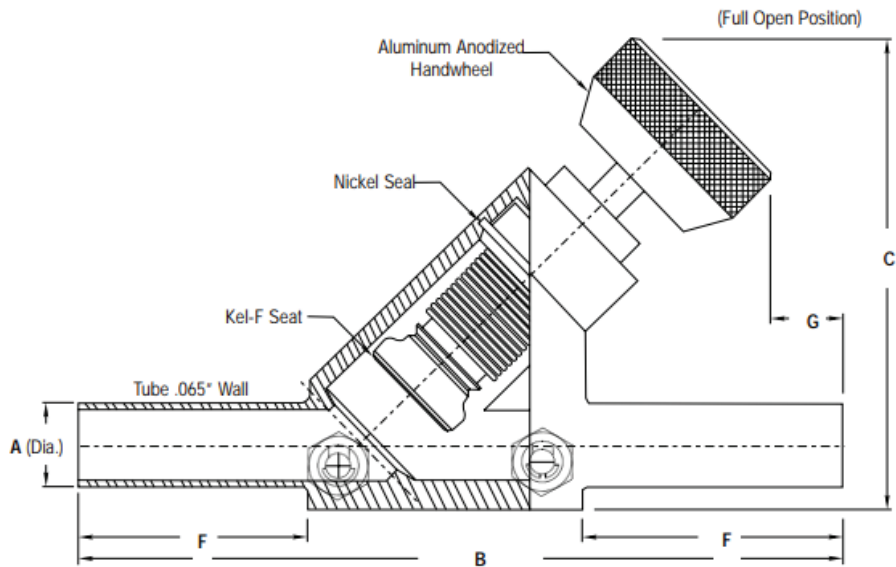 (Full Open Position)
Aluminum Anodized
Handwheel
Nickel Seal
C
Kel-F Seat
G
Tube .065" Wall
A (Dia.)
F
F
B